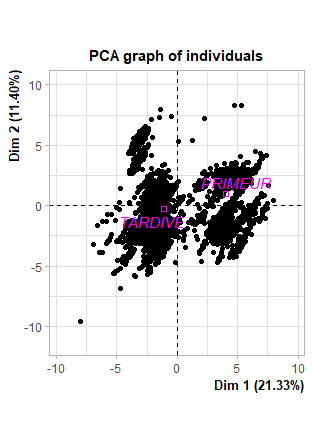 PCA graph of individuals
Dim 2 (11.40%)
10
5
0
-5
-10
PRIMEUR
TARDIVE
-10
-5
0
5
10
Dim 1 (21.33%)